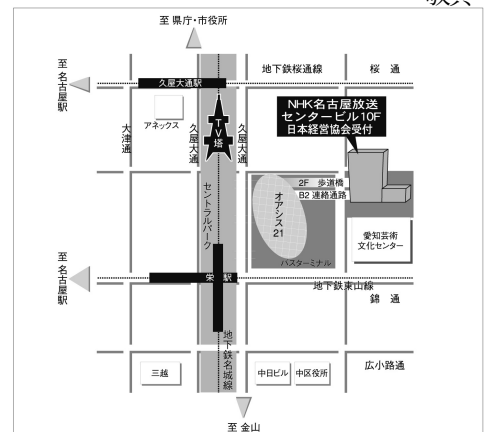 至 県庁・市役所
至 名古屋駅
久屋大通駅
地下鉄桜通線
桜 通
アネックス
大津通
久屋大通
TV塔
久屋大通
NHK名古屋放送
センタービル10F
日本経営協会受付
セントラルパーク
オアシス21
2F 歩道橋
B2 連絡通路
愛知芸術
文化センター
バスターミナル
至 名古屋駅
栄 駅
地下鉄東山線
錦 通
地下鉄名城線
三越
中日ビル
中区役所
広小路通
至 金山